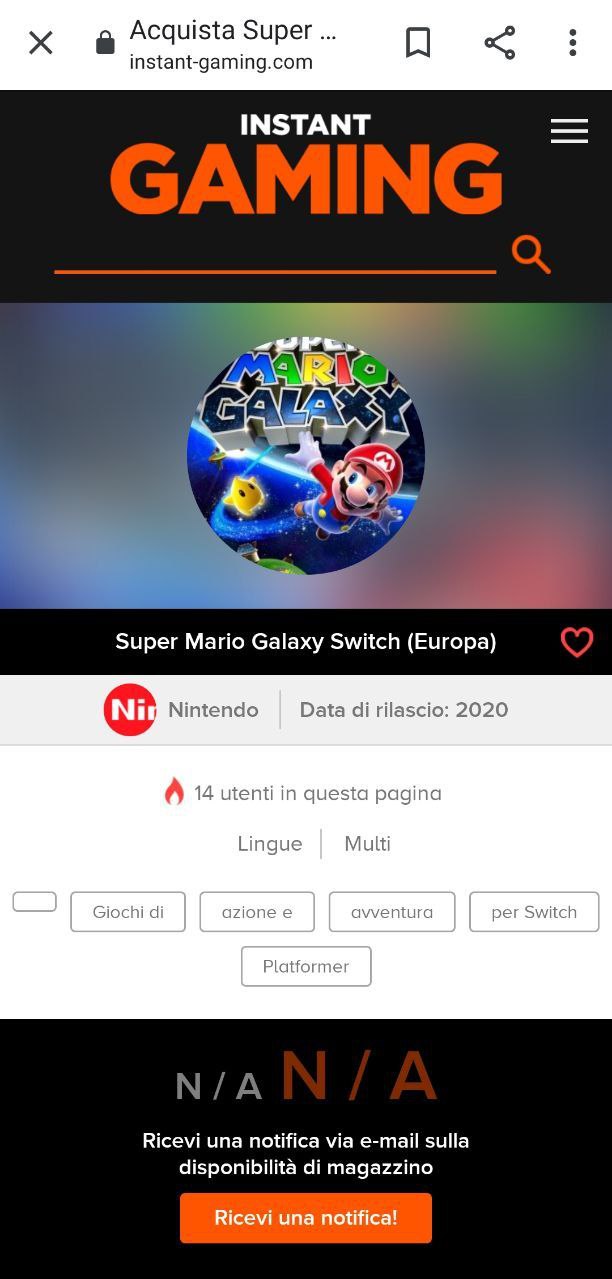 Acquista Super ...
instant-gaming.com
INSTANT
GAMING
SUPER
MARIO
GALAXY
M
Super Mario Galaxy Switch (Europa)
Nin Nintendo Data di rilascio: 2020
14 utenti in questa pagina
Lingue Multi
Giochi di azione e avventura per Switch
Platformer
N / A N / A
Ricevi una notifica via e-mail sulla
disponibilità di magazzino
Ricevi una notifica!